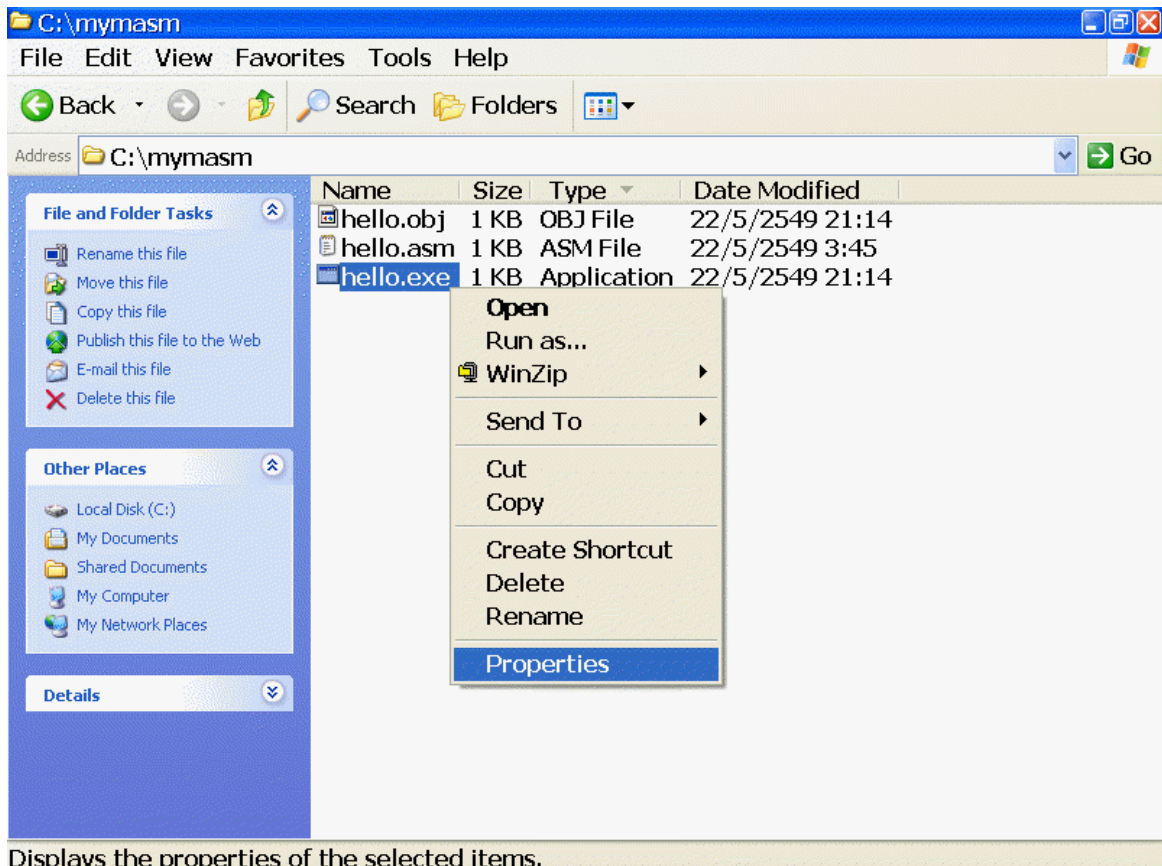 C:\mymasm
File Edit View Favorites Tools Help
Back Search Folders
Address C:\mymasm Go
File and Folder Tasks
Rename this file
Move this file
Copy this file
Publish this file to the Web
E-mail this file
Delete this file
Other Places
Local Disk (C:)
My Documents
Shared Documents
My Computer
My Network Places
Details
Name Size Type Date Modified
hello.obj 1 KB OBJ File 22/5/2549 21:14
hello.asm 1 KB ASM File 22/5/2549 3:45
hello.exe 1 KB Application 22/5/2549 21:14
Open
Run as...
WinZip
Send To
Cut
Copy
Create Shortcut
Delete
Rename
Properties
Displays the properties of the selected items.